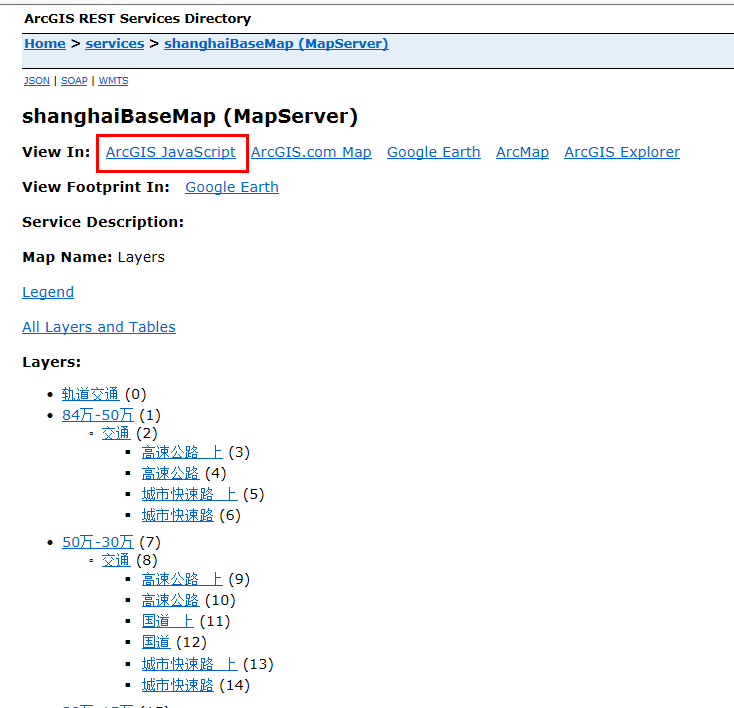 ArcGIS REST Services Directory
Home > services > shanghaiBaseMap (MapServer)
JSON | SOAP | WMTS
shanghaiBaseMap (MapServer)
View In: ArcGIS JavaScript ArcGIS.com Map Google Earth ArcMap ArcGIS Explorer
View Footprint In: Google Earth
Service Description:
Map Name: Layers
Legend
All Layers and Tables
Layers:
轨道交通 (0)
84万-50万 (1)
交通 (2)
高速公路_上 (3)
高速公路 (4)
城市快速路_上 (5)
城市快速路 (6)
50万-30万 (7)
交通 (8)
高速公路_上 (9)
高速公路 (10)
国道_上 (11)
国道 (12)
城市快速路_上 (13)
城市快速路 (14)